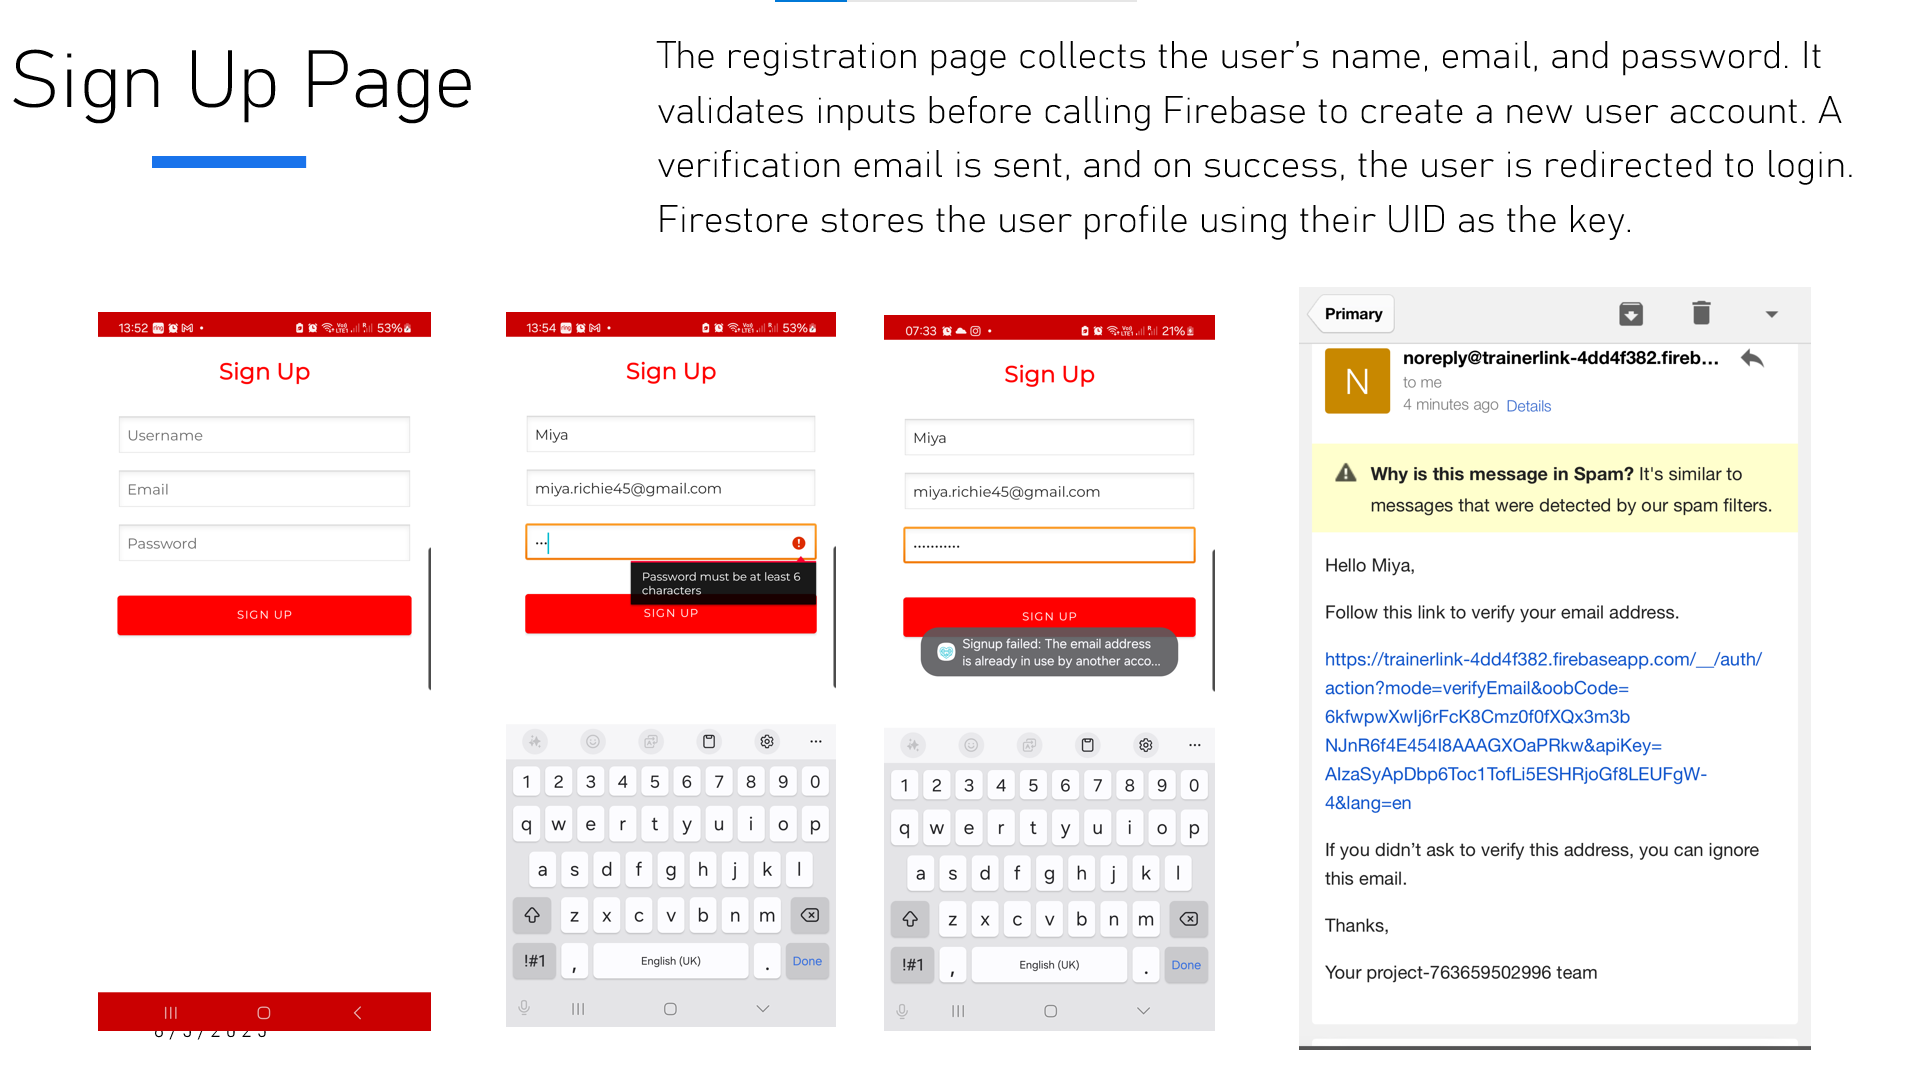 Sign Up Page
The registration page collects the user's name, email, and password. It
validates inputs before calling Firebase to create a new user account. A
verification email is sent, and on success, the user is redirected to login.
Firestore stores the user profile using their UID as the key.
13:52
53%
Sign Up
Username
Email
Password
SIGN UP
13:54
53%
Sign Up
Miya
miya.richie45@gmail.com
Password must be at least 6
characters
SIGN UP
1 2 3 4 5 6 7 8 9 0
q w e r t y u i o p
a s d f g h j k l
z x c v b n m
!#1 , English (UK) . Done
07:33
21%
Sign Up
Miya
miya.richie45@gmail.com
SIGN UP
Signup failed: The email address
is already in use by another acco...
1 2 3 4 5 6 7 8 9 0
q w e r t y u i o p
a s d f g h j k l
z x c v b n m
!#1 , English (UK) . Done
Primary
N
noreply@trainerlink-4dd4f382.fireb...
to me
4 minutes ago Details
Why is this message in Spam? It's similar to
messages that were detected by our spam filters.
Hello Miya,
Follow this link to verify your email address.
https://trainerlink-4dd4f382.firebaseapp.com/__/auth/
action?mode=verifyEmail&oobCode=
6kfwpwXwIj6rFcK8Cmz0f0fXQx3m3b
NJnR6f4E454I8AAAGXOaPRkw&apiKey=
AIzaSyApDbp6Toc1TofLi5ESHRjoGf8LEUFgW-
4&lang=en
If you didn't ask to verify this address, you can ignore
this email.
Thanks,
Your project-763659502996 team